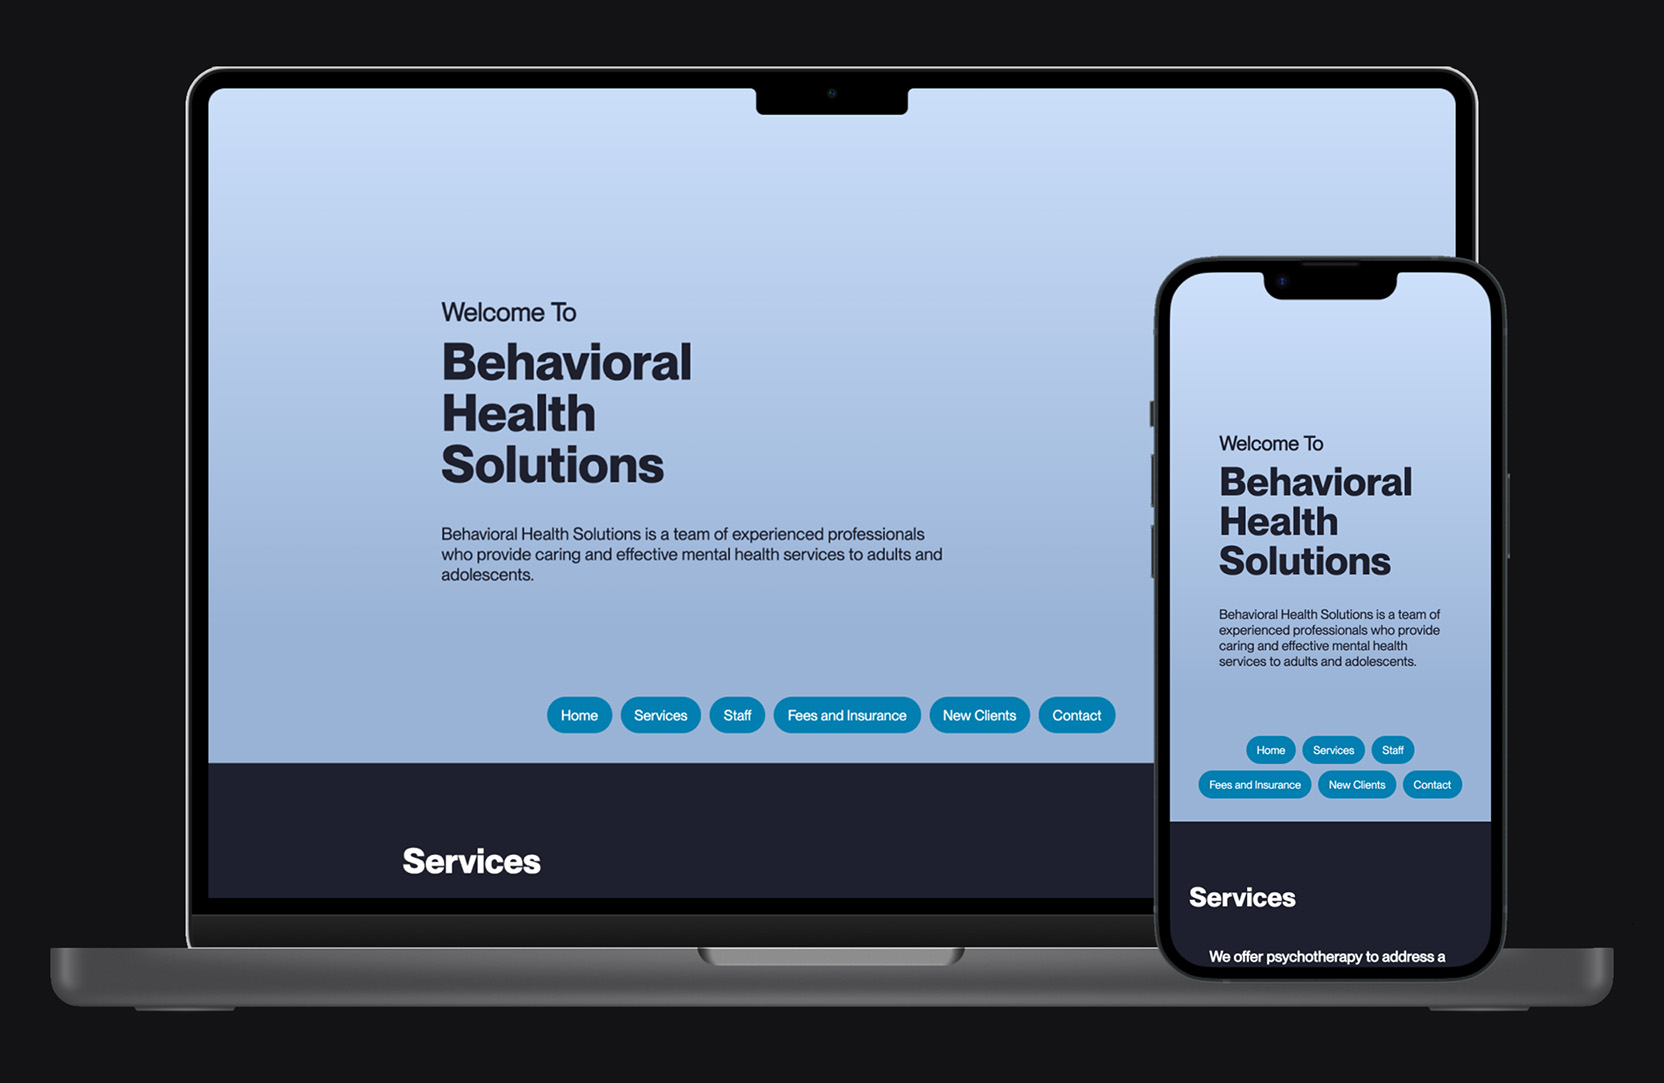 Welcome To
Behavioral
Health
Solutions
Behavioral Health Solutions is a team of experienced professionals
who provide caring and effective mental health services to adults and
adolescents.
Home
Services
Staff
Fees and Insurance
New Clients
Contact
Services
Welcome To
Behavioral
Health
Solutions
Behavioral Health Solutions is a team of
experienced professionals who provide
caring and effective mental health
services to adults and adolescents.
Home
Services
Staff
Fees and Insurance
New Clients
Contact
Services
We offer psychotherapy to address a